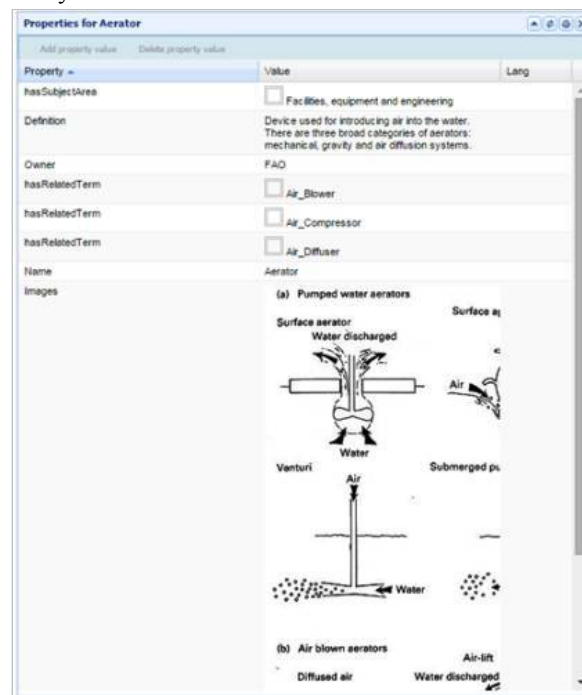 Properties for Aerator
Add property value Delete property value
Property Value Lang
hasSubjectArea Facilities, equipment and engineering
Definition Device used for introducing air into the water.
There are three broad categories of aerators:
mechanical, gravity and air diffusion systems.
Owner FAO
hasRelatedTerm Air_Blower
hasRelatedTerm Air_Compressor
hasRelatedTerm Air_Diffuser
Name Aerator
Images
(a) Pumped water aerators
Surface
Surface aerator
Water discharged
Air
Water
Venturi Submerged
Air
Water
(b) Air blown aerators
Air-lift
Diffused air Water discharged